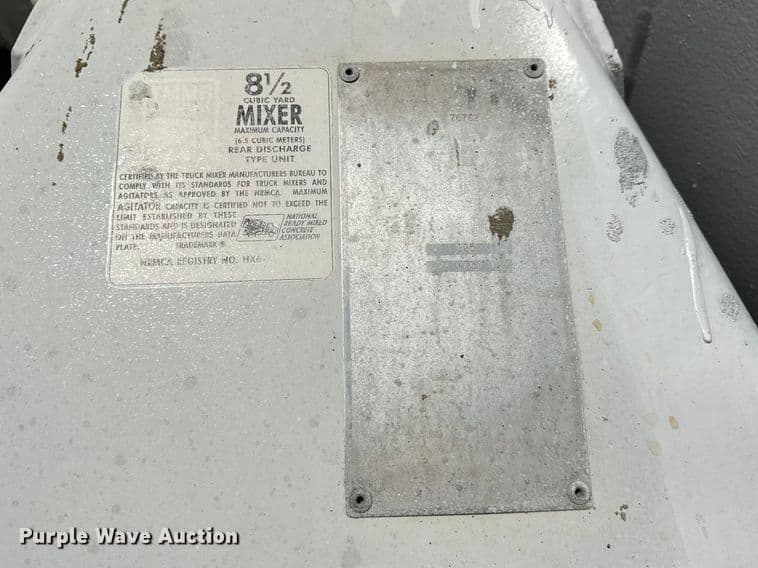 8½
CUBIC YARD
MIXER
MAXIMUM CAPACITY
(6.5 CUBIC METERS)
REAR DISCHARGE
TYPE UNIT
CERTIFIED BY THE TRUCK MIXER MANUFACTURERS BUREAU TO
COMPLY WITH ITS STANDARDS FOR TRUCK MIXERS AND
AGITATORS AS APPROVED BY THE NRMCA. MAXIMUM
AGITATOR CAPACITY IS CERTIFIED NOT TO EXCEED THE
LIMIT ESTABLISHED BY THESE
STANDARDS AND IS DESIGNATED
ON THE MANUFACTURERS DATA
PLATE. TRADEMARK ®
NATIONAL
READY MIXED
CONCRETE
ASSOCIATION
NRMCA REGISTRY NO. HX6
76762
Purple Wave Auction®